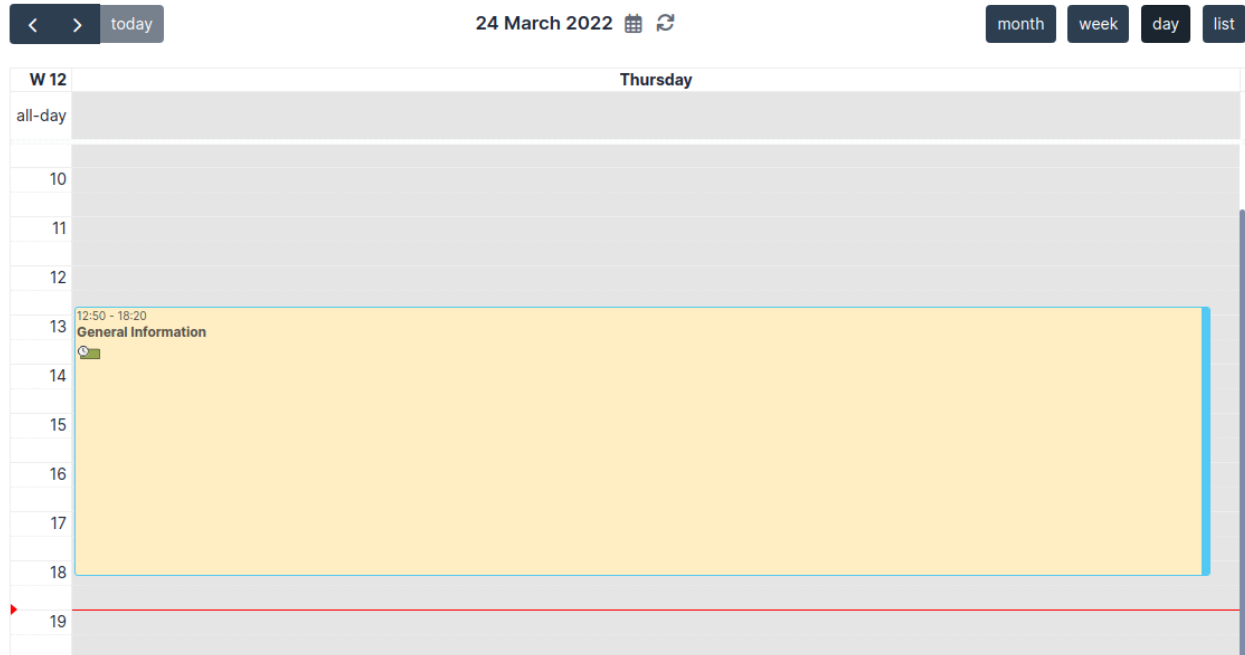 today
24 March 2022
month
week
day
list
W 12
Thursday
all-day
10
11
12
12:50 - 18:20
13
General Information
14
15
16
17
18
19